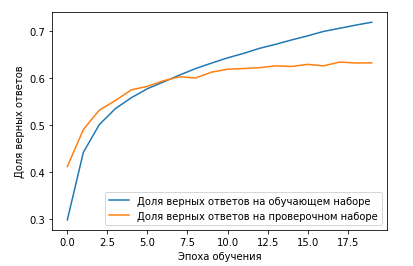 0.7
0.6
0.5
0.4
0.3
Доля верных ответов
Доля верных ответов на обучающем наборе
Доля верных ответов на проверочном наборе
0.0 2.5 5.0 7.5 10.0 12.5 15.0 17.5
Эпоха обучения